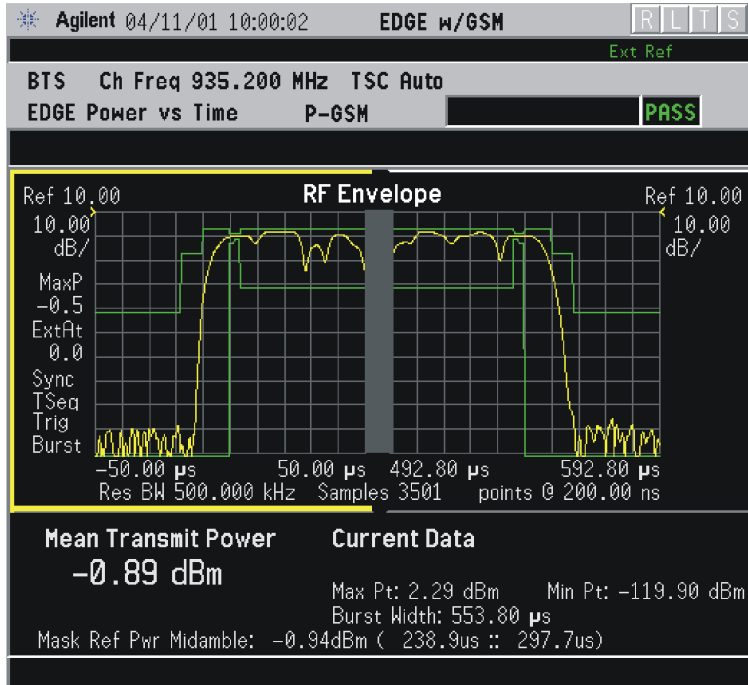 Agilent 04/11/01 10:00:02 EDGE w/GSM R L T S
Ext Ref
BTS Ch Freq 935.200 MHz TSC Auto
EDGE Power vs Time P-GSM PASS
Ref 10.00 RF Envelope Ref 10.00
10.00 10.00
dB/ dB/
MaxP
-0.5
ExtAt
0.0
Sync
TSeq
Trig
Burst
-50.00 µs 50.00 µs 492.80 µs 592.80 µs
Res BW 500.000 kHz Samples 3501 points @ 200.00 ns
Mean Transmit Power Current Data
-0.89 dBm
Max Pt: 2.29 dBm Min Pt: -119.90 dBm
Burst Width: 553.80 µs
Mask Ref Pwr Midamble: -0.94dBm ( 238.9us :: 297.7us)